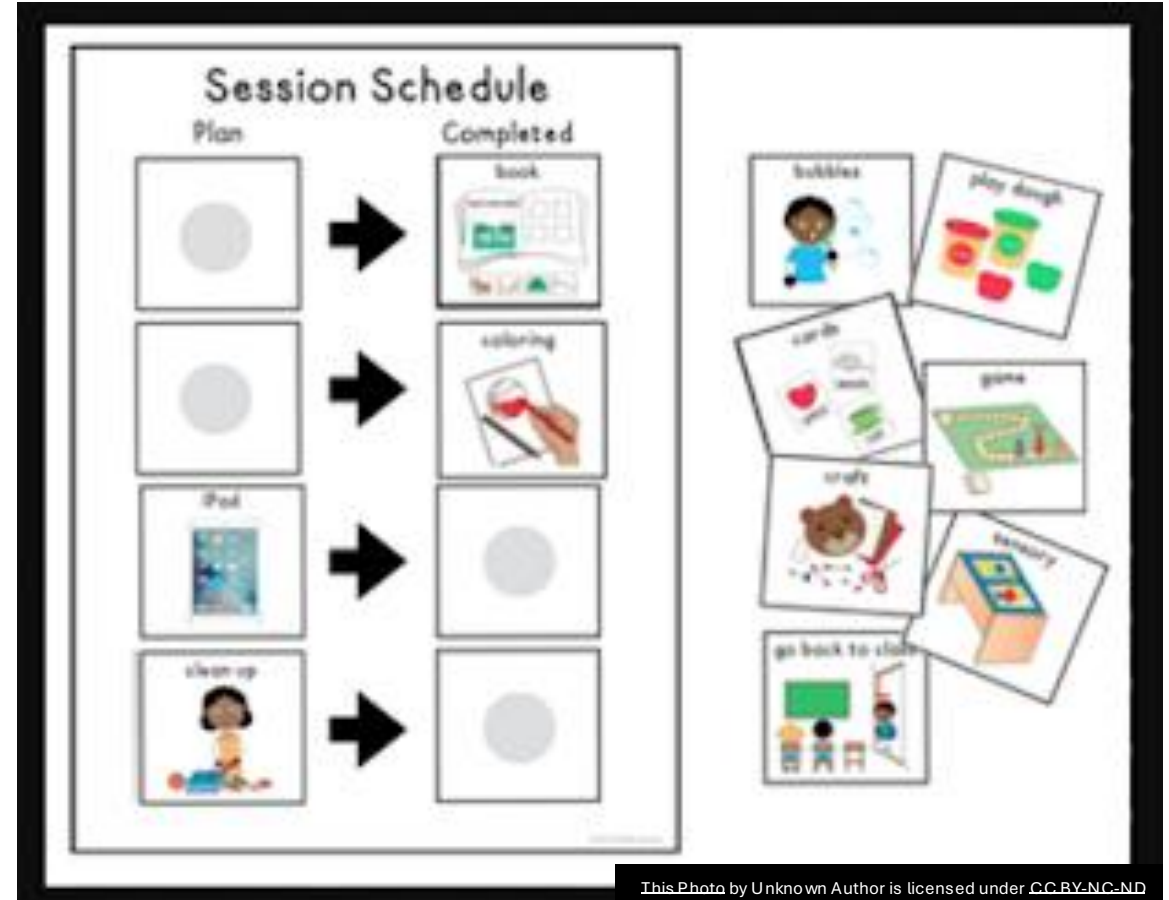 Session Schedule
Plan Completed
book
coloring
iPad
clean up
bubbles
play dough
cards
game
craft
sensory
go back to class
This Photo by Unknown Author is licensed under CC BY-NC-ND